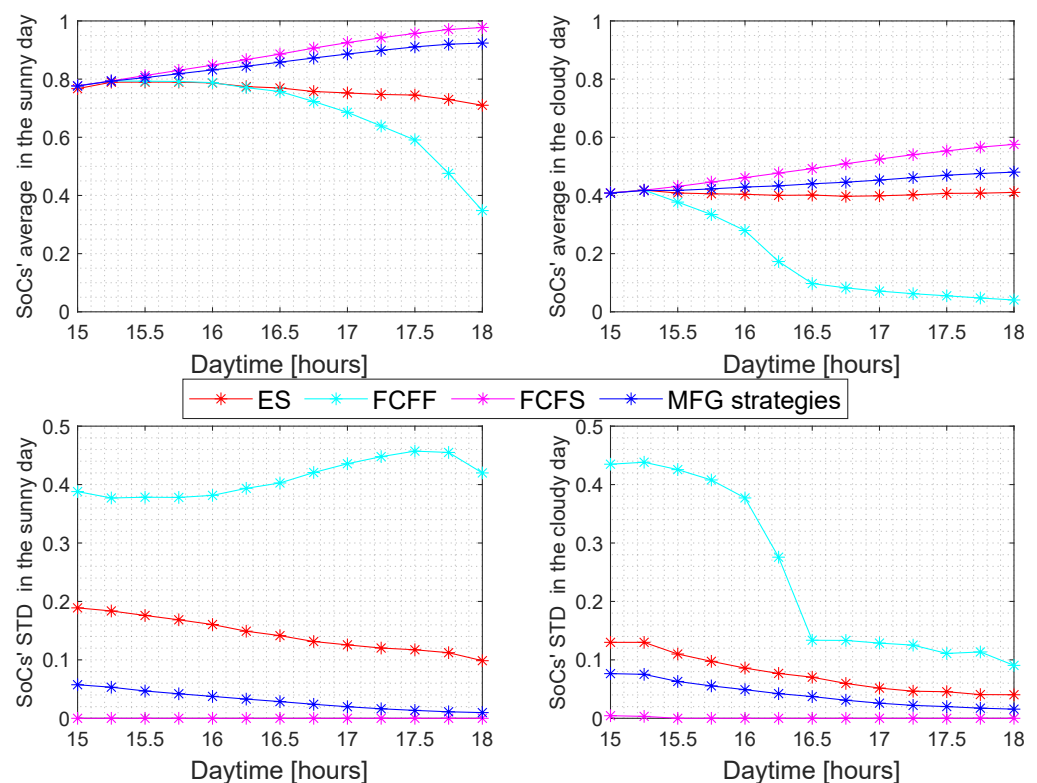 SoCs' average in the sunny day
1
0.8
0.6
0.4
0.2
0
15 15.5 16 16.5 17 17.5 18
Daytime [hours]
SoCs' average in the cloudy day
1
0.8
0.6
0.4
0.2
0
15 15.5 16 16.5 17 17.5 18
Daytime [hours]
ES FCFF FCFS MFG strategies
SoCs' STD in the sunny day
0.5
0.4
0.3
0.2
0.1
0
15 15.5 16 16.5 17 17.5 18
Daytime [hours]
SoCs' STD in the cloudy day
0.5
0.4
0.3
0.2
0.1
0
15 15.5 16 16.5 17 17.5 18
Daytime [hours]